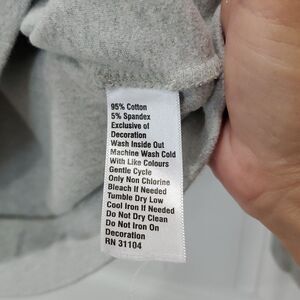 95% Cotton
5% Spandex
Exclusive of
Decoration
Wash Inside Out
Machine Wash Cold
With Like Colours
Gentle Cycle
Only Non Chlorine
Bleach If Needed
Tumble Dry Low
Cool Iron If Needed
Do Not Dry Clean
Do Not Iron On
Decoration
RN 31104